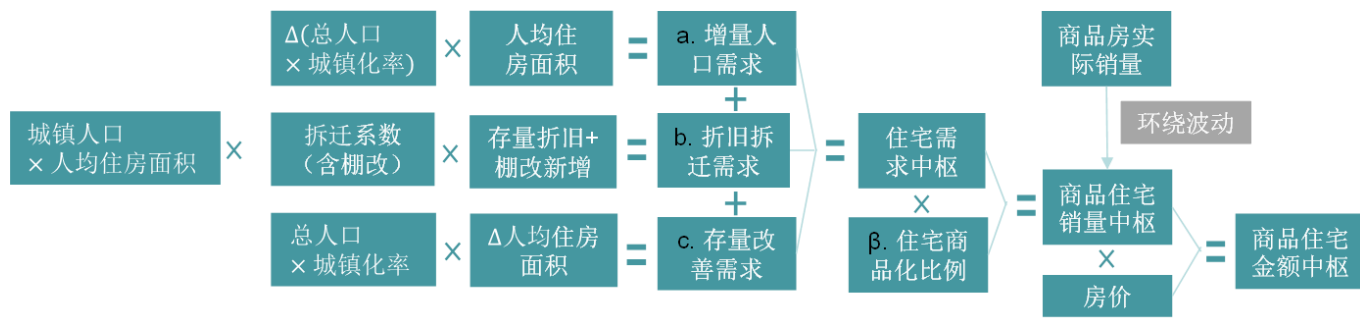 Δ(总人口
× 城镇化率)
×
人均住
房面积
=
a. 增量人
口需求
+
城镇人口
× 人均住房面积
×
拆迁系数
（含棚改）
×
存量折旧+
棚改新增
=
b. 折旧拆
迁需求
+
总人口
× 城镇化率
×
Δ人均住房
面积
=
c. 存量改
善需求
=
住宅需
求中枢
×
β. 住宅商
品化比例
=
商品房实
际销量
环绕波动
商品住宅
销量中枢
×
房价
=
商品住宅
金额中枢